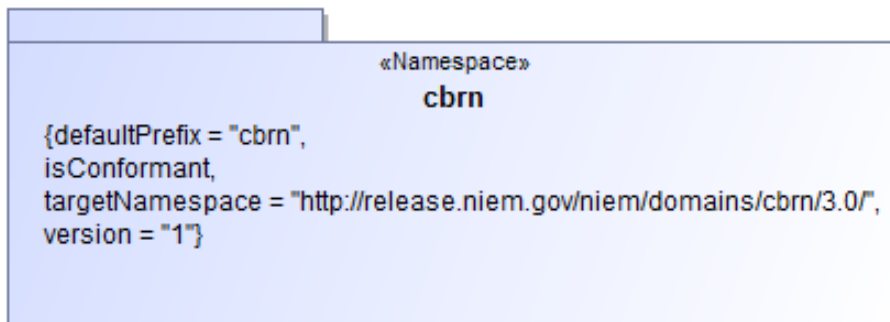 «Namespace»
cbrn
{defaultPrefix = "cbrn",
isConformant,
targetNamespace = "http://release.niem.gov/niem/domains/cbrn/3.0/",
version = "1"}